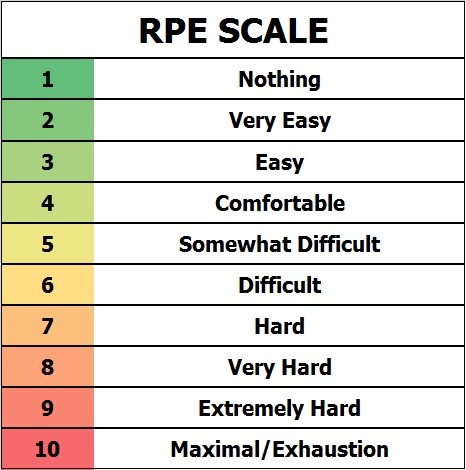 RPE SCALE
1 Nothing
2 Very Easy
3 Easy
4 Comfortable
5 Somewhat Difficult
6 Difficult
7 Hard
8 Very Hard
9 Extremely Hard
10 Maximal/Exhaustion